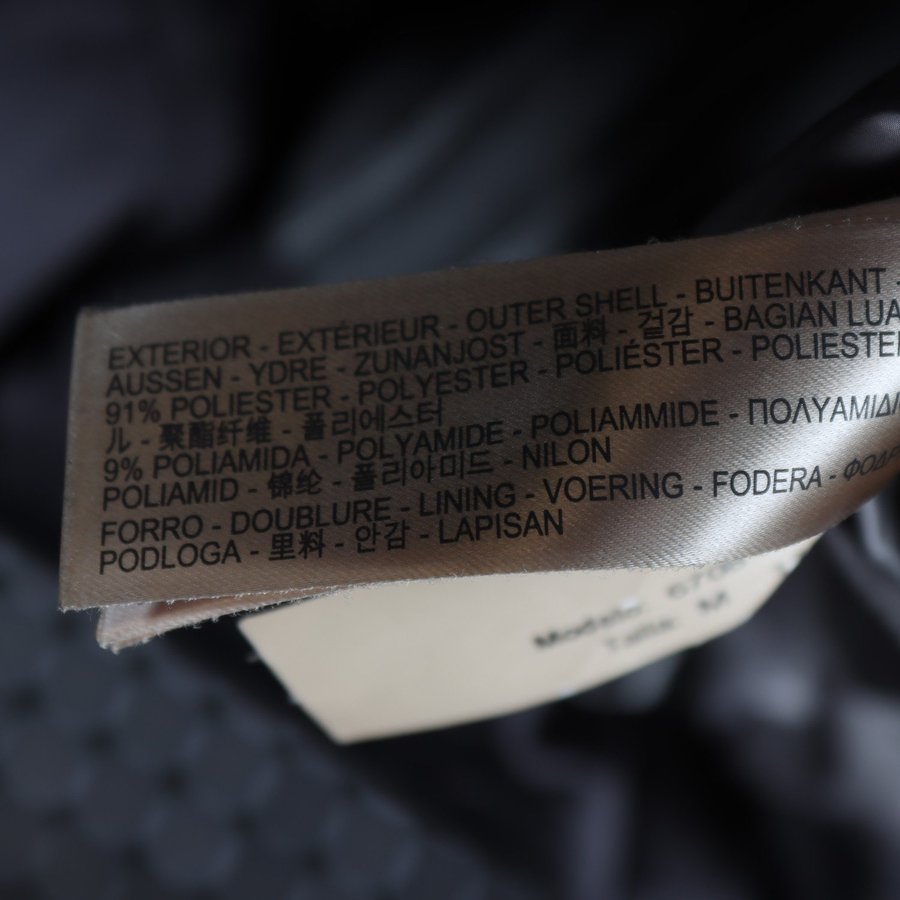 EXTERIOR - EXTÉRIEUR - OUTER SHELL - BUITENKANT -
AUSSEN - YDRE - ZUNANJOST - 面料 - 겉감 - BAGIAN LUA
91% POLIESTER - POLYESTER - POLIÉSTER - POLIESTER
ル - 聚酯纤维 - 폴리에스터
9% POLIAMIDA - POLYAMIDE - POLIAMMIDE - ΠΟΛΥΑΜΙΔΙ
POLIAMID - 锦纶 - 폴리아미드 - NILON
FORRO - DOUBLURE - LINING - VOERING - FODERA - ΦΟΔΡ
PODLOGA - 里料 - 안감 - LAPISAN
Modelo:
Talla: M